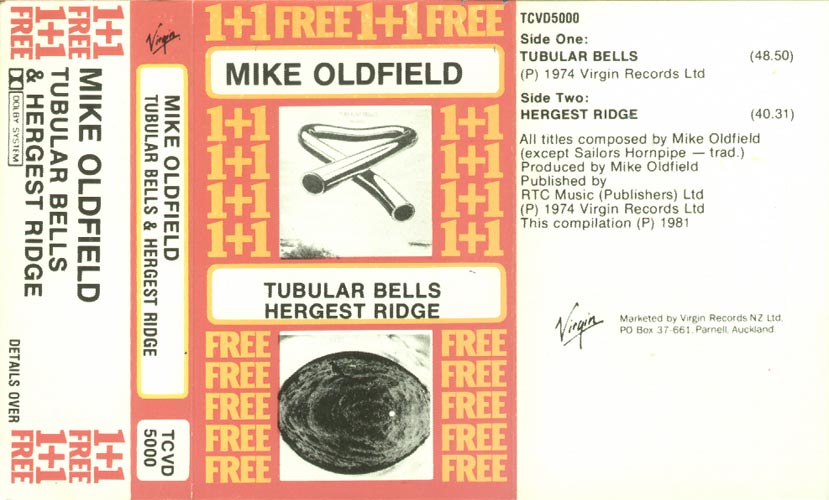 1+1 FREE
1+1 FREE
MIKE OLDFIELD
TUBULAR BELLS
& HERGEST RIDGE
DOLBY SYSTEM
DETAILS OVER
1+1 FREE
1+1 FREE
MIKE OLDFIELD
TUBULAR BELLS & HERGEST RIDGE
TCVD
5000
Virgin
1+1 FREE 1+1 FREE
MIKE OLDFIELD
1+1 1+1
1+1 1+1
1+1 1+1
1+1 1+1
TUBULAR BELLS
HERGEST RIDGE
FREE FREE
FREE FREE
FREE FREE
FREE FREE
FREE FREE
TCVD5000
Side One:
TUBULAR BELLS (48.50)
(P) 1974 Virgin Records Ltd
Side Two:
HERGEST RIDGE (40.31)
All titles composed by Mike Oldfield
(except Sailors Hornpipe — trad.)
Produced by Mike Oldfield
Published by
RTC Music (Publishers) Ltd
(P) 1974 Virgin Records Ltd
This compilation (P) 1981
Virgin
Marketed by Virgin Records NZ Ltd,
PO Box 37-661, Parnell, Auckland.